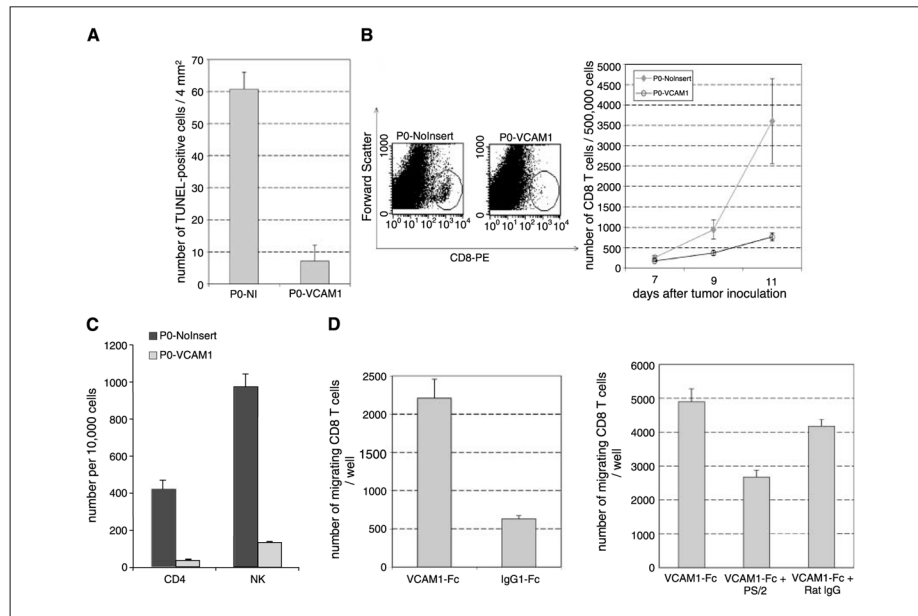 A
number of TUNEL-positive cells / 4 mm²
70
60
50
40
30
20
10
0
P0-NI
P0-VCAM1
B
P0-NoInsert
P0-VCAM1
Forward Scatter
1000
0
10⁰ 10¹ 10² 10³ 10⁴
1000
0
10⁰ 10¹ 10² 10³ 10⁴
CD8-PE
number of CD8 T cells / 500,000 cells
5000
4500
4000
3500
3000
2500
2000
1500
1000
500
0
P0-NoInsert
P0-VCAM1
7 9 11
days after tumor inoculation
C
P0-NoInsert
P0-VCAM1
number per 10,000 cells
1200
1000
800
600
400
200
0
CD4 NK
D
number of migrating CD8 T cells
/ well
2500
2000
1500
1000
500
0
VCAM1-Fc
IgG1-Fc
number of migrating CD8 T cells
/ well
6000
5000
4000
3000
2000
1000
0
VCAM1-Fc
VCAM1-Fc +
PS/2
VCAM1-Fc +
Rat IgG